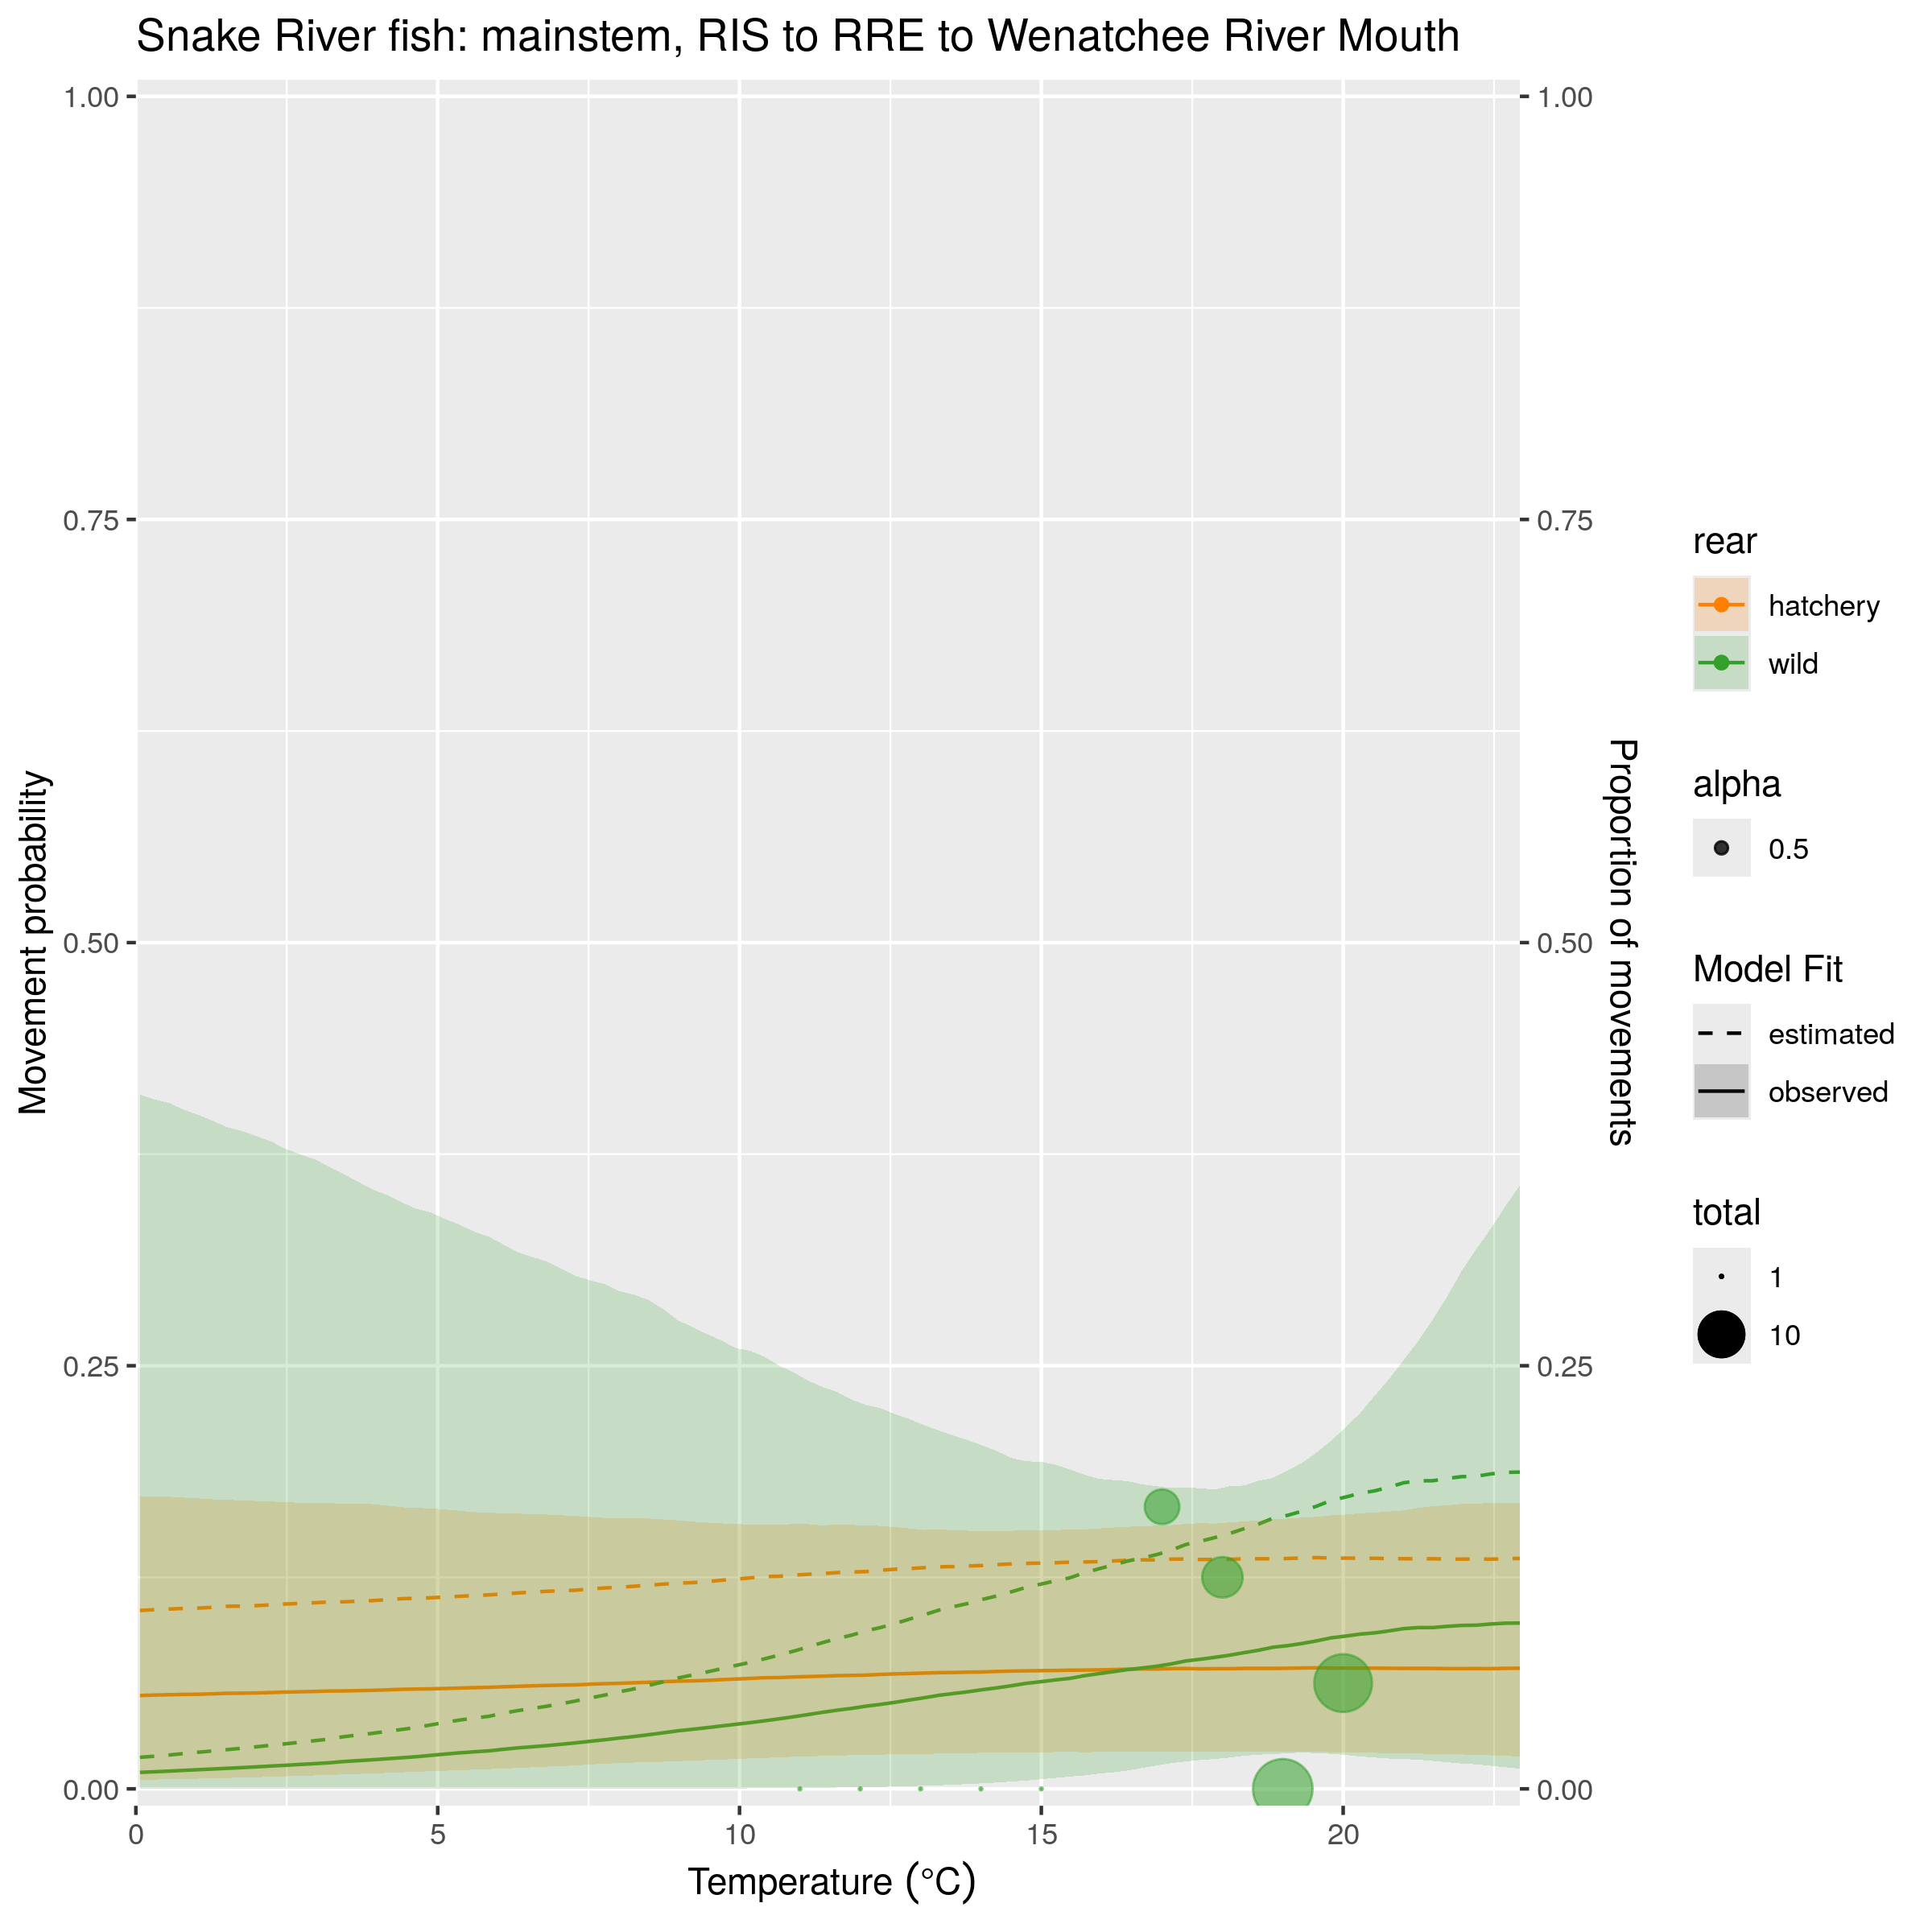 Snake River fish: mainstem, RIS to RRE to Wenatchee River Mouth
Movement probability
1.00
0.75
0.50
0.25
0.00
0
5
10
15
20
Temperature (°C)
1.00
0.75
0.50
0.25
0.00
Proportion of movements
rear
hatchery
wild
alpha
0.5
Model Fit
estimated
observed
total
1
10